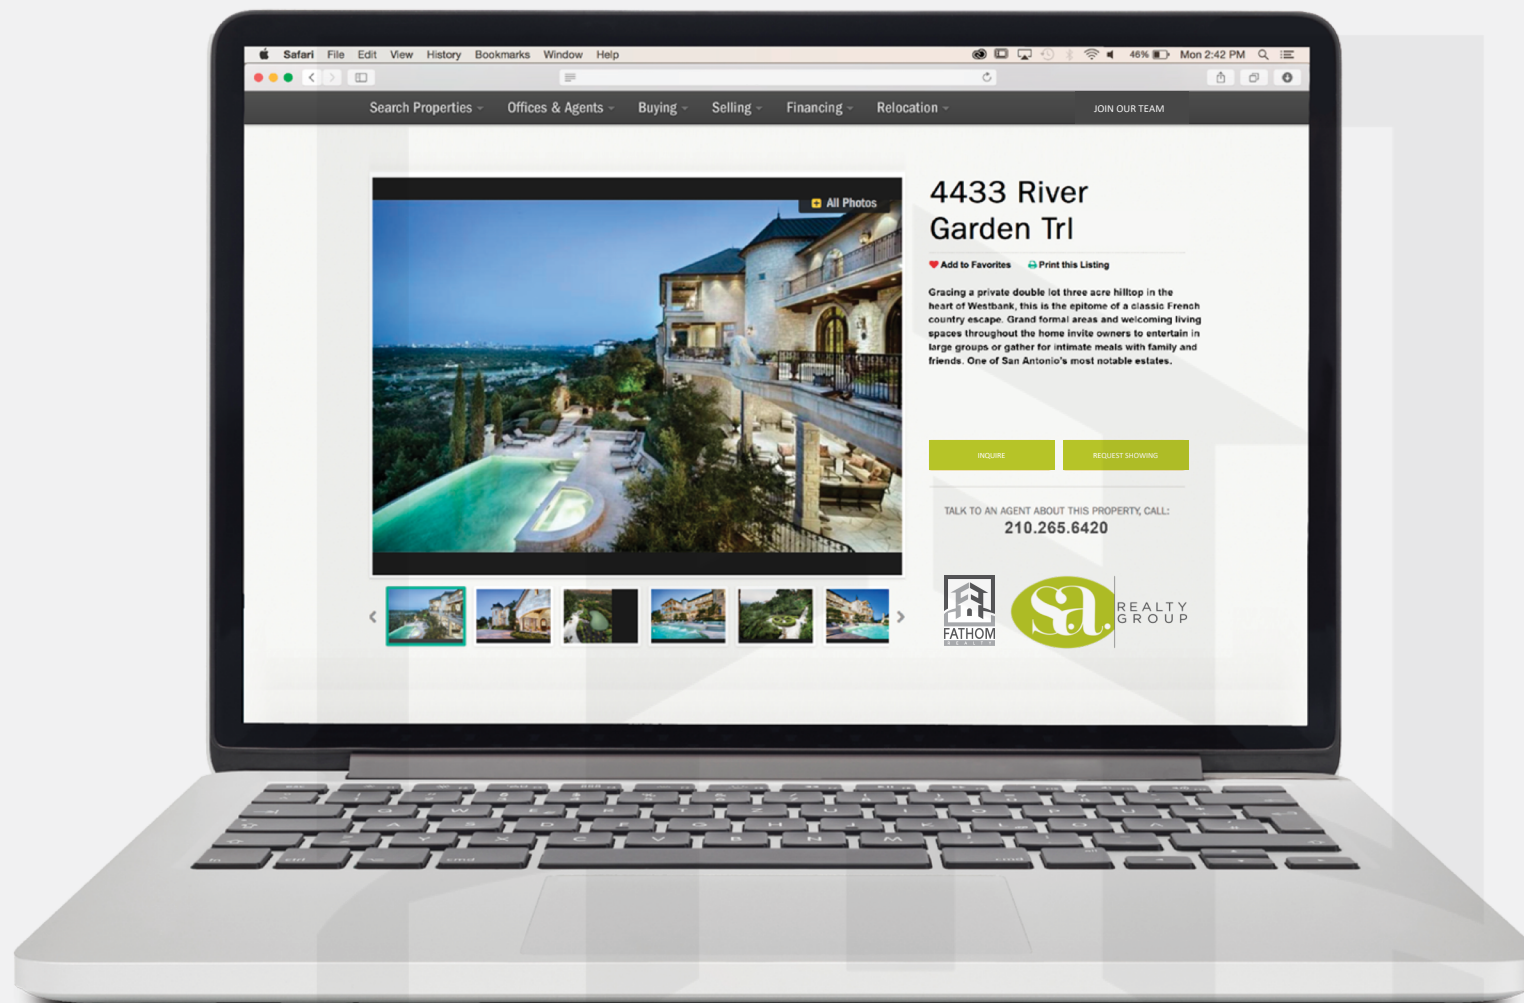 Safari File Edit View History Bookmarks Window Help 46% Mon 2:42 PM
Search Properties Offices & Agents Buying Selling Financing Relocation JOIN OUR TEAM
All Photos
4433 River
Garden Trl
Add to Favorites Print this Listing
Gracing a private double lot three acre hilltop in the
heart of Westbank, this is the epitome of a classic French
country escape. Grand formal areas and welcoming living
spaces throughout the home invite owners to entertain in
large groups or gather for intimate meals with family and
friends. One of San Antonio's most notable estates.
INQUIRE REQUEST SHOWING
TALK TO AN AGENT ABOUT THIS PROPERTY, CALL:
210.265.6420
FATHOM
REALTY
s.a. REALTY
GROUP
cmd cmd